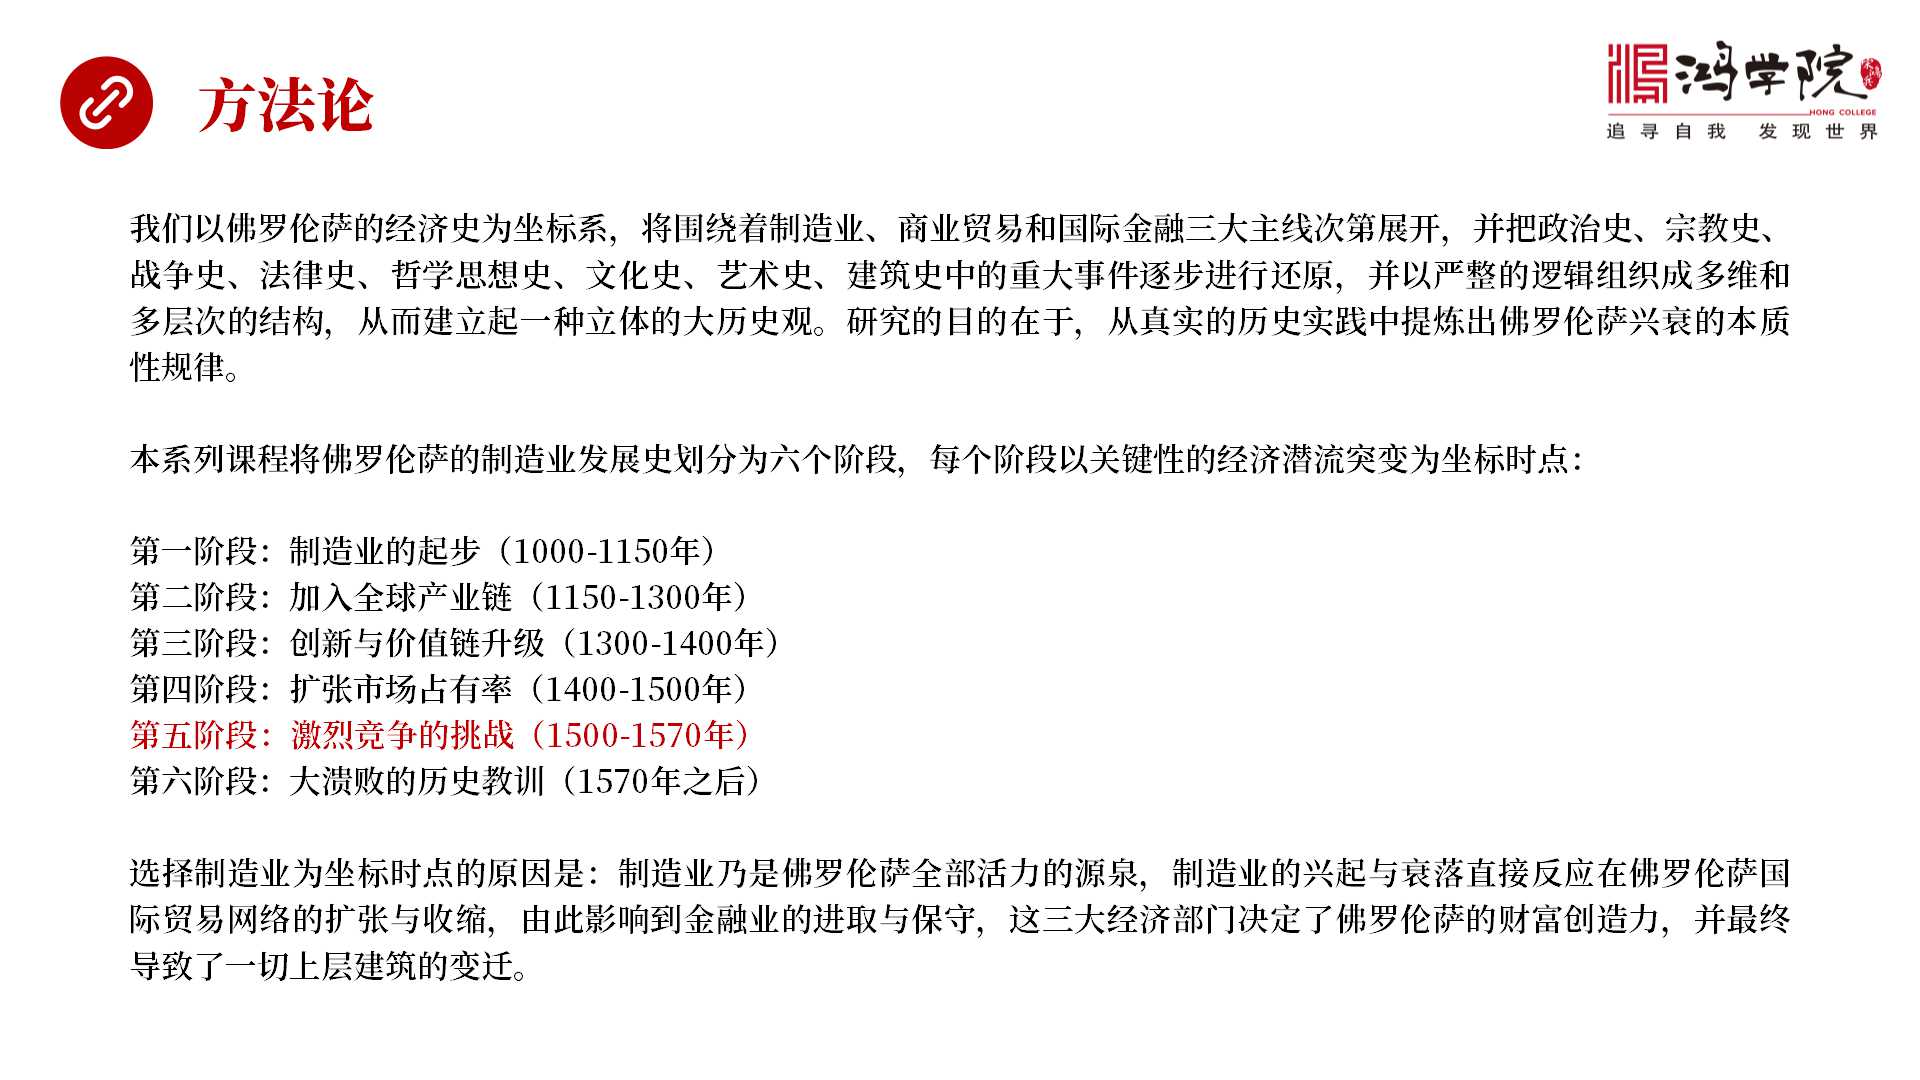 方法论
鸿学院
HONG COLLEGE
追寻自我 发现世界
我们以佛罗伦萨的经济史为坐标系，将围绕着制造业、商业贸易和国际金融三大主线次第展开，并把政治史、宗教史、
战争史、法律史、哲学思想史、文化史、艺术史、建筑史中的重大事件逐步进行还原，并以严整的逻辑组织成多维和
多层次的结构，从而建立起一种立体的大历史观。研究的目的在于，从真实的历史实践中提炼出佛罗伦萨兴衰的本质
性规律。
本系列课程将佛罗伦萨的制造业发展史划分为六个阶段，每个阶段以关键性的经济潜流突变为坐标时点：
第一阶段：制造业的起步（1000-1150年）
第二阶段：加入全球产业链（1150-1300年）
第三阶段：创新与价值链升级（1300-1400年）
第四阶段：扩张市场占有率（1400-1500年）
第五阶段：激烈竞争的挑战（1500-1570年）
第六阶段：大溃败的历史教训（1570年之后）
选择制造业为坐标时点的原因是：制造业乃是佛罗伦萨全部活力的源泉，制造业的兴起与衰落直接反应在佛罗伦萨国
际贸易网络的扩张与收缩，由此影响到金融业的进取与保守，这三大经济部门决定了佛罗伦萨的财富创造力，并最终
导致了一切上层建筑的变迁。